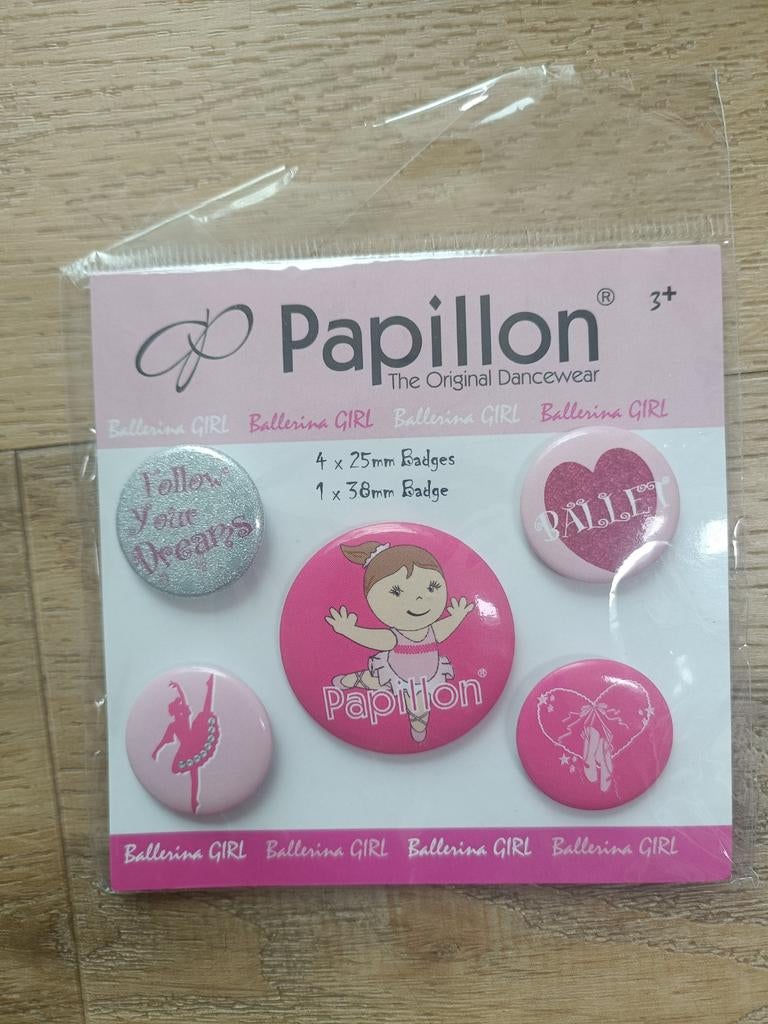 Papillon®
3+
The Original Dancewear
Ballerina GIRL Ballerina GIRL Ballerina GIRL Ballerina GIRL
4 x 25mm Badges
1 x 38mm Badge
Follow
Your
Dreams
BALLET
Papillon®
Ballerina GIRL Ballerina GIRL Ballerina GIRL Ballerina GIRL